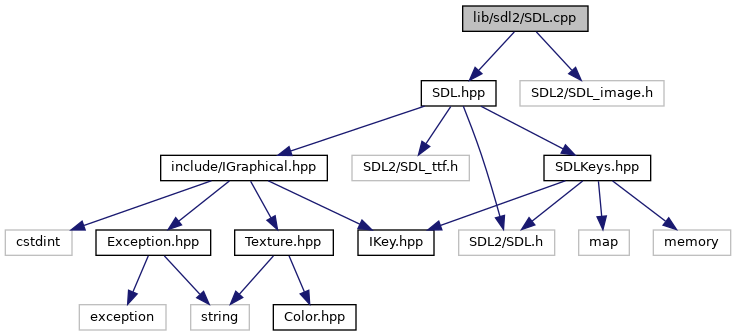 lib/sdl2/SDL.cpp
SDL.hpp
SDL2/SDL_image.h
include/IGraphical.hpp
SDL2/SDL_ttf.h
SDLKeys.hpp
cstdint
Exception.hpp
Texture.hpp
IKey.hpp
SDL2/SDL.h
map
memory
exception
string
Color.hpp